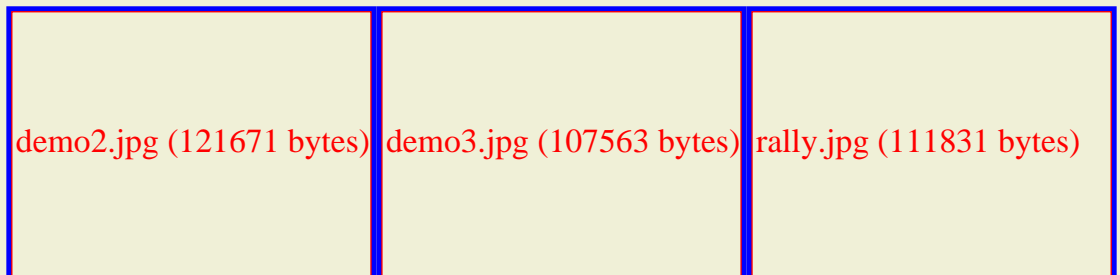 demo2.jpg (121671 bytes)
demo3.jpg (107563 bytes)
rally.jpg (111831 bytes)